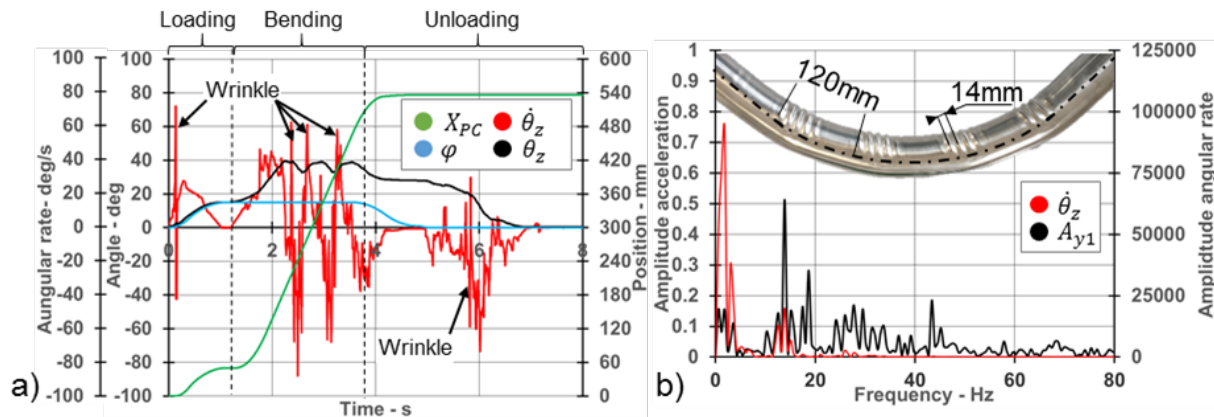 Loading Bending Unloading
Wrinkle
Wrinkle
X_PC θ̇_z
φ θ_z
Aungular rate- deg/s
100
80
60
40
20
0
-20
-40
-60
-80
-100
Angle - deg
100
80
60
40
20
0
-20
-40
-60
-80
-100
0 2 4 6 8
Time - s
Position - mm
600
540
480
420
360
300
240
180
120
60
0
a)
Amplitude acceleration
1
0.9
0.8
0.7
0.6
0.5
0.4
0.3
0.2
0.1
0
120mm
14mm
θ̇_z
A_y1
0 20 40 60 80
Frequency - Hz
125000
100000
75000
50000
25000
0
Amplidude angular rate
b)